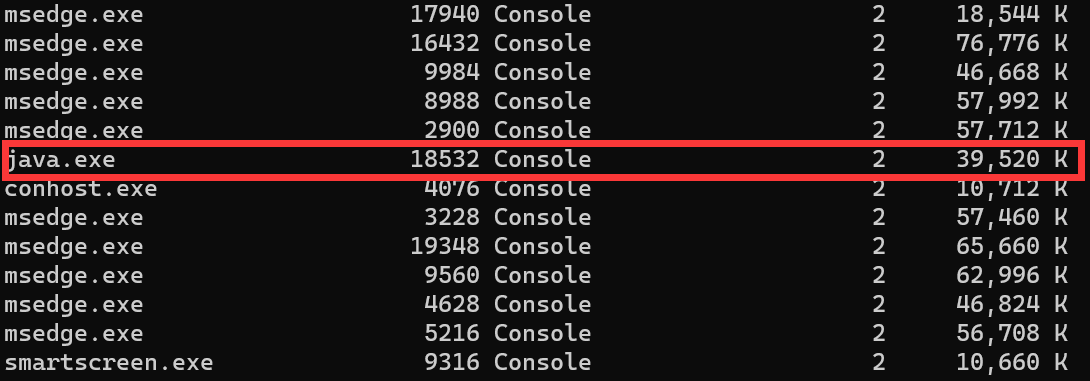 msedge.exe 17940 Console 2 18,544 K
msedge.exe 16432 Console 2 76,776 K
msedge.exe 9984 Console 2 46,668 K
msedge.exe 8988 Console 2 57,992 K
msedge.exe 2900 Console 2 57,712 K
java.exe 18532 Console 2 39,520 K
conhost.exe 4076 Console 2 10,712 K
msedge.exe 3228 Console 2 57,460 K
msedge.exe 19348 Console 2 65,660 K
msedge.exe 9560 Console 2 62,996 K
msedge.exe 4628 Console 2 46,824 K
msedge.exe 5216 Console 2 56,708 K
smartscreen.exe 9316 Console 2 10,660 K